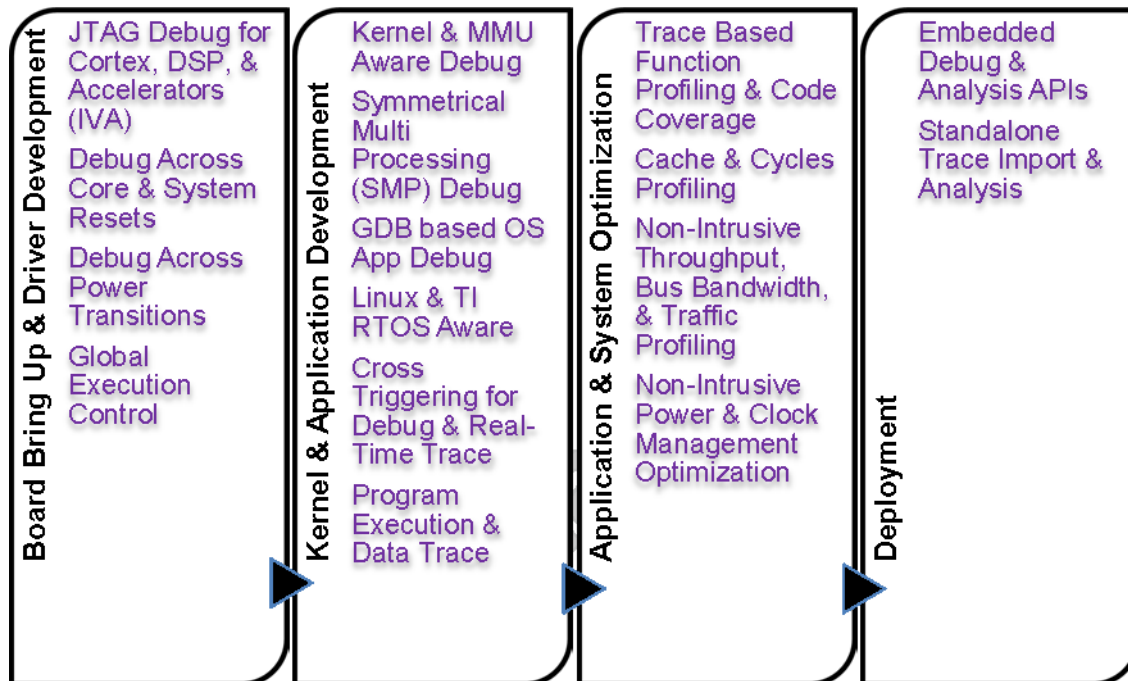 Board Bring Up & Driver Development
JTAG Debug for
Cortex, DSP, &
Accelerators
(IVA)
Debug Across
Core & System
Resets
Debug Across
Power
Transitions
Global
Execution
Control
Kernel & Application Development
Kernel & MMU
Aware Debug
Symmetrical
Multi
Processing
(SMP) Debug
GDB based OS
App Debug
Linux & TI
RTOS Aware
Cross
Triggering for
Debug & Real-
Time Trace
Program
Execution &
Data Trace
Application & System Optimization
Trace Based
Function
Profiling & Code
Coverage
Cache & Cycles
Profiling
Non-Intrusive
Throughput,
Bus Bandwidth,
& Traffic
Profiling
Non-Intrusive
Power & Clock
Management
Optimization
Deployment
Embedded
Debug &
Analysis APIs
Standalone
Trace Import &
Analysis